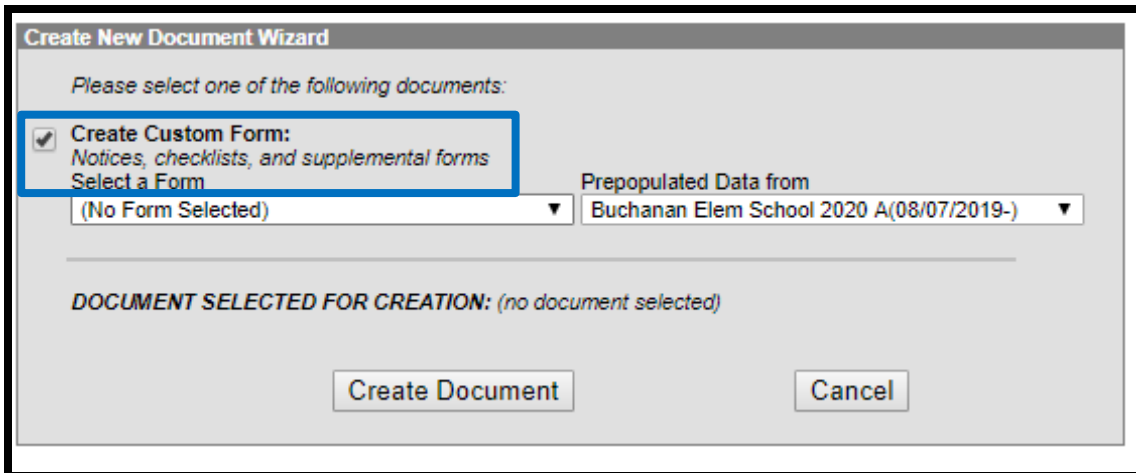 Create New Document Wizard
Please select one of the following documents:
Create Custom Form:
Notices, checklists, and supplemental forms
Select a Form
Prepopulated Data from
(No Form Selected)
Buchanan Elem School 2020 A(08/07/2019-)
DOCUMENT SELECTED FOR CREATION: (no document selected)
Create Document
Cancel